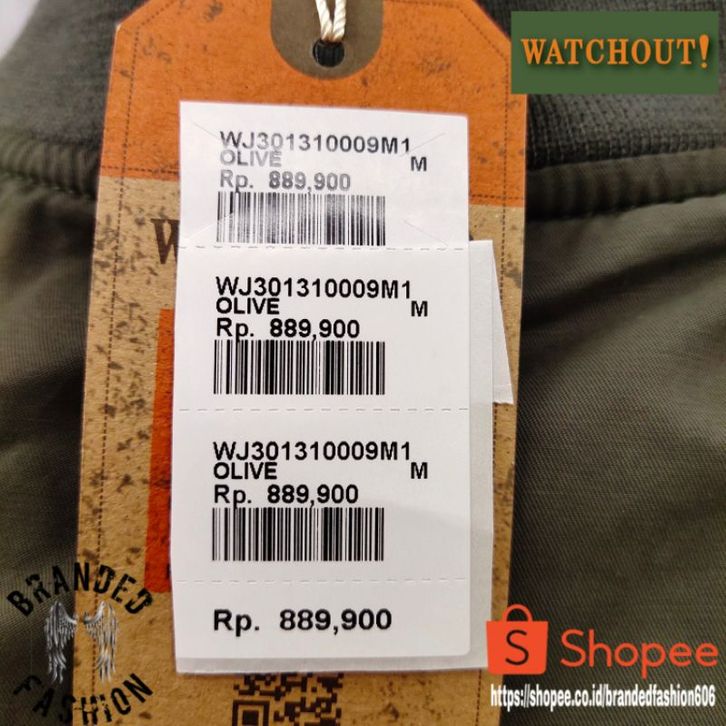 WATCHOUT!
WJ301310009M1
OLIVE M
Rp. 889,900
WJ301310009M1
OLIVE M
Rp. 889,900
WJ301310009M1
OLIVE M
Rp. 889,900
Rp. 889,900
BRANDED
FASHION
S Shopee
https://shopee.co.id/brandedfashion606